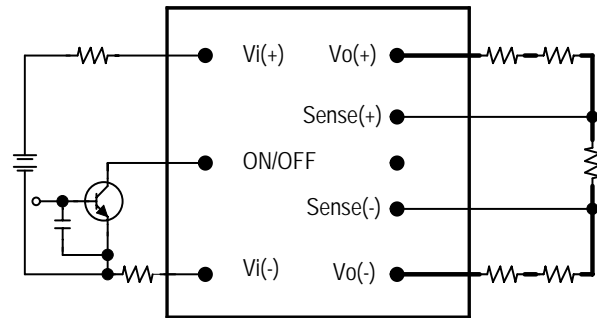 Vi(+) Vo(+)
Sense(+)
ON/OFF
Sense(-)
Vi(-) Vo(-)